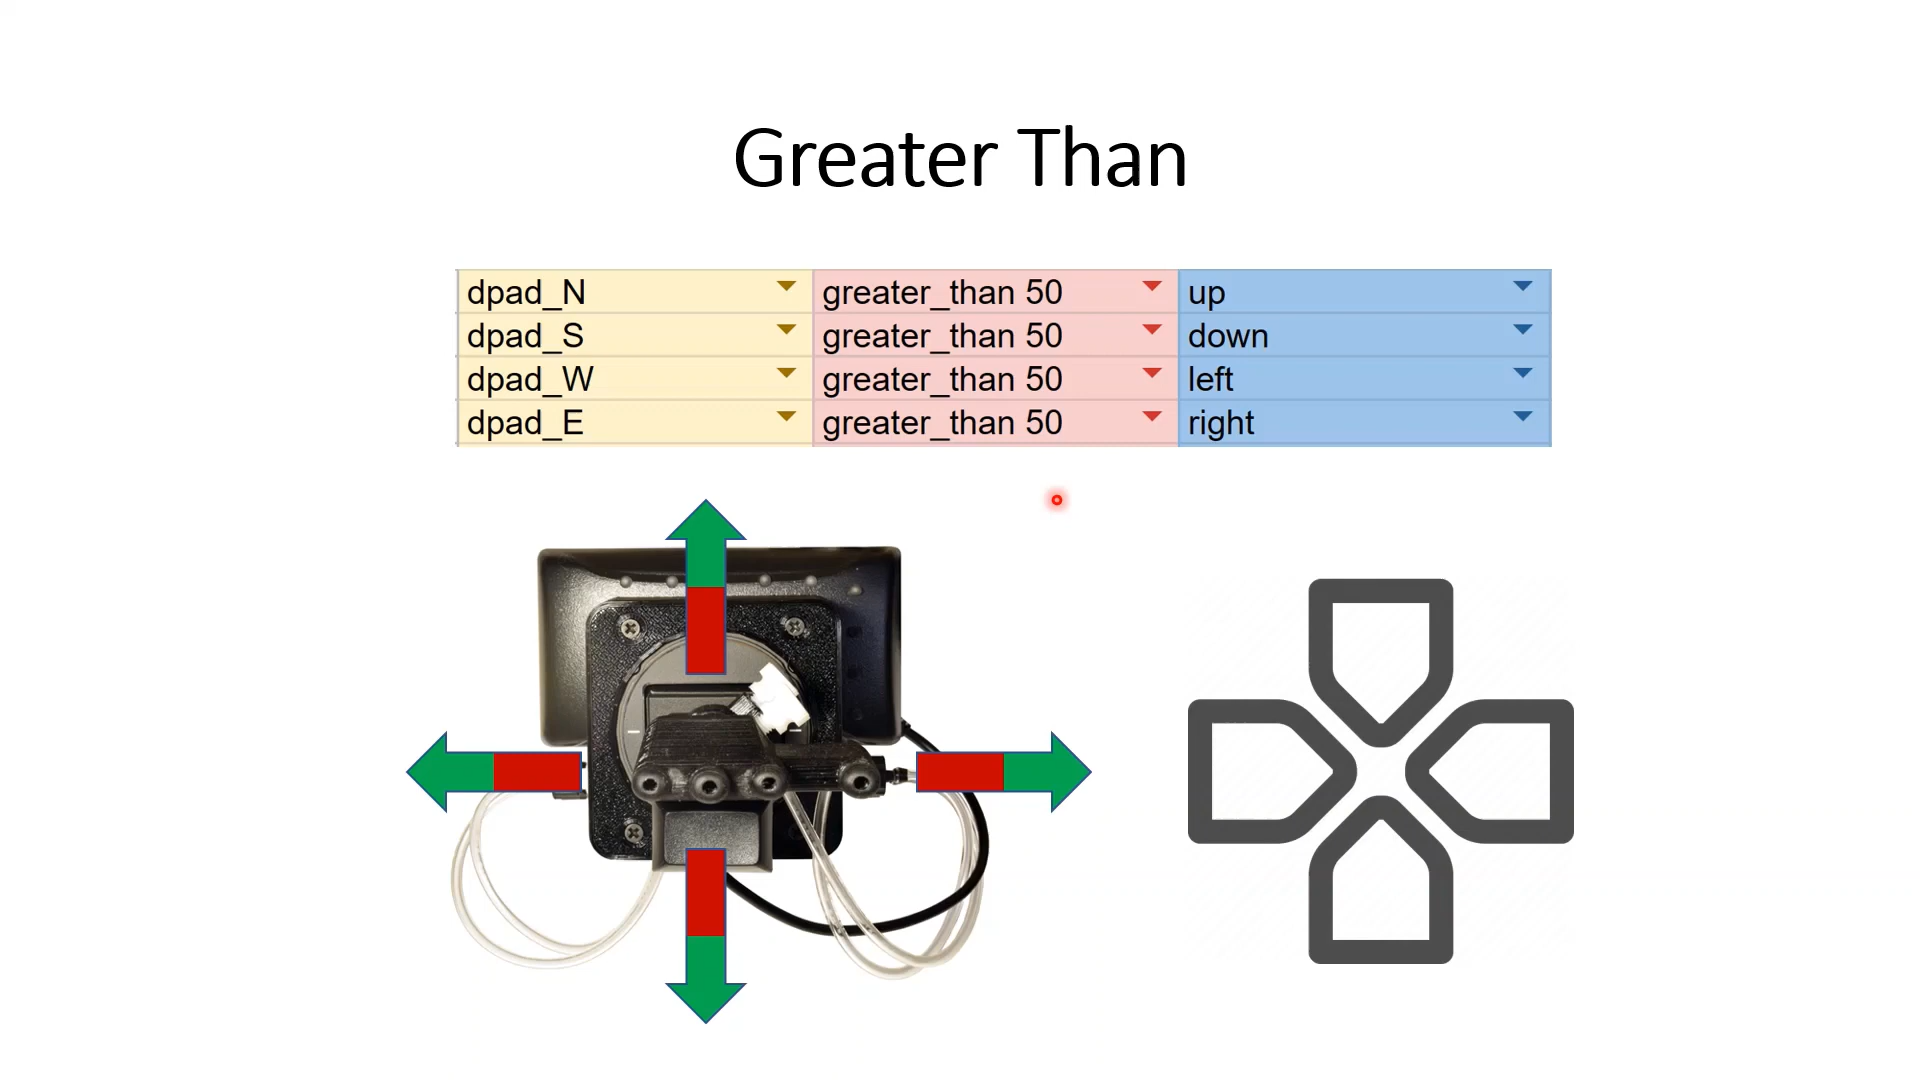 Greater Than
dpad_N greater_than 50 up
dpad_S greater_than 50 down
dpad_W greater_than 50 left
dpad_E greater_than 50 right